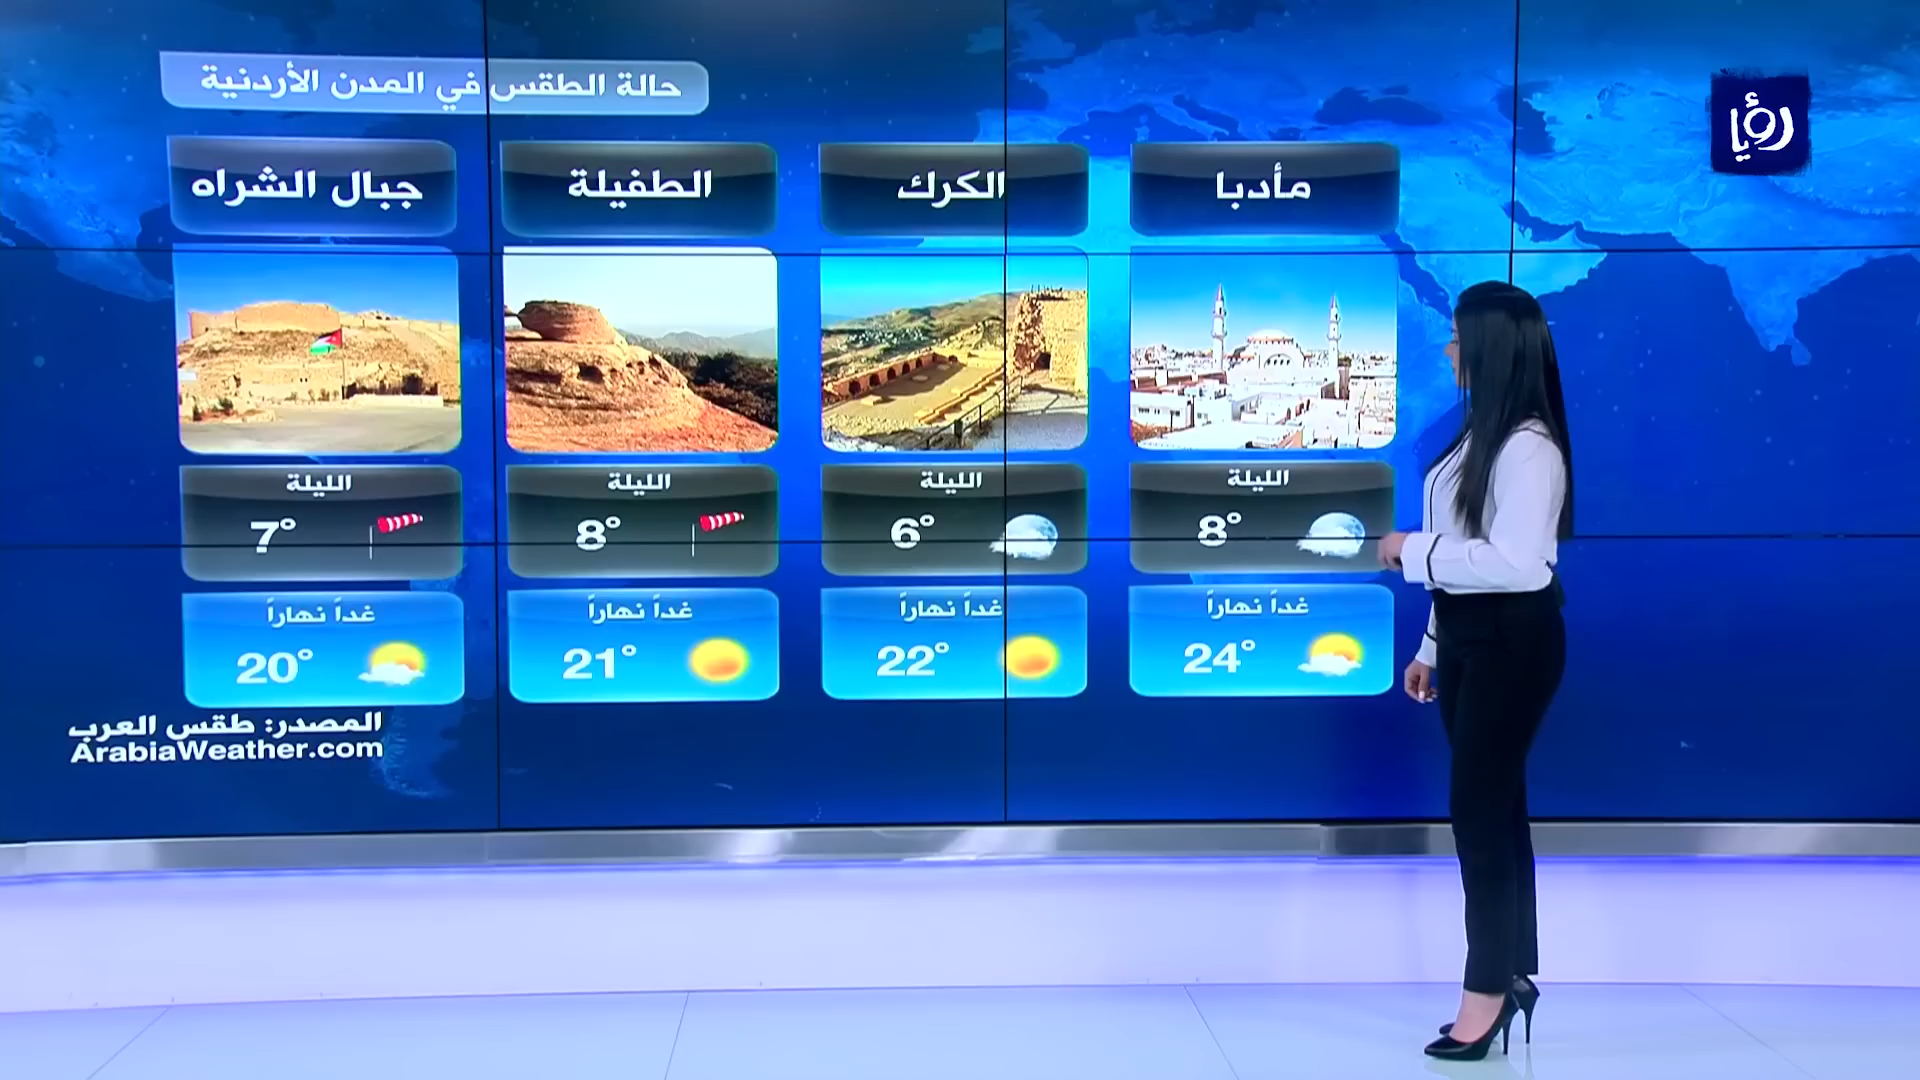 حالة الطقس في المدن الأردنية
رؤيا
مأدبا
الكرك
الطفيلة
جبال الشراه
الليلة
8°
الليلة
6°
الليلة
8°
الليلة
7°
غداً نهاراً
24°
غداً نهاراً
22°
غداً نهاراً
21°
غداً نهاراً
20°
المصدر: طقس العرب
ArabiaWeather.com